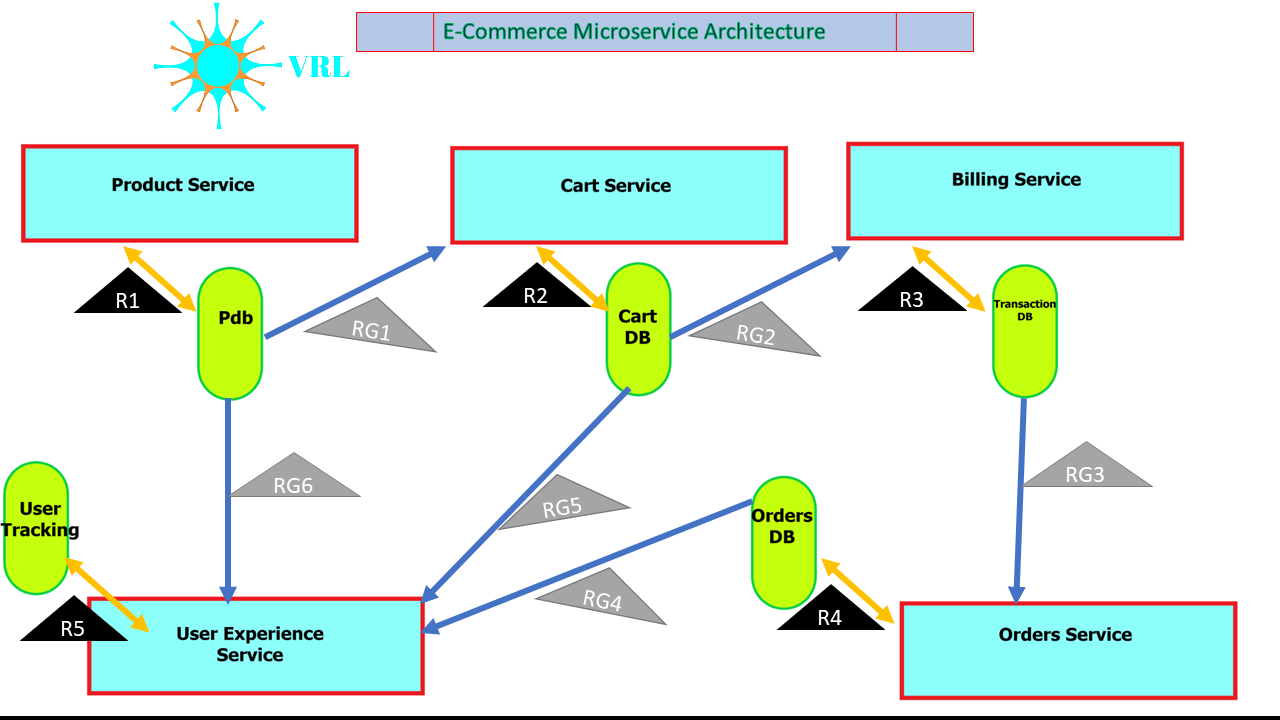 E-Commerce Microservice Architecture
VRL
Product Service
Cart Service
Billing Service
R1
R2
R3
Pdb
Cart
DB
Transaction
DB
RG1
RG2
User
Tracking
RG6
RG5
RG3
Orders
DB
RG4
R4
R5
User Experience
Service
Orders Service